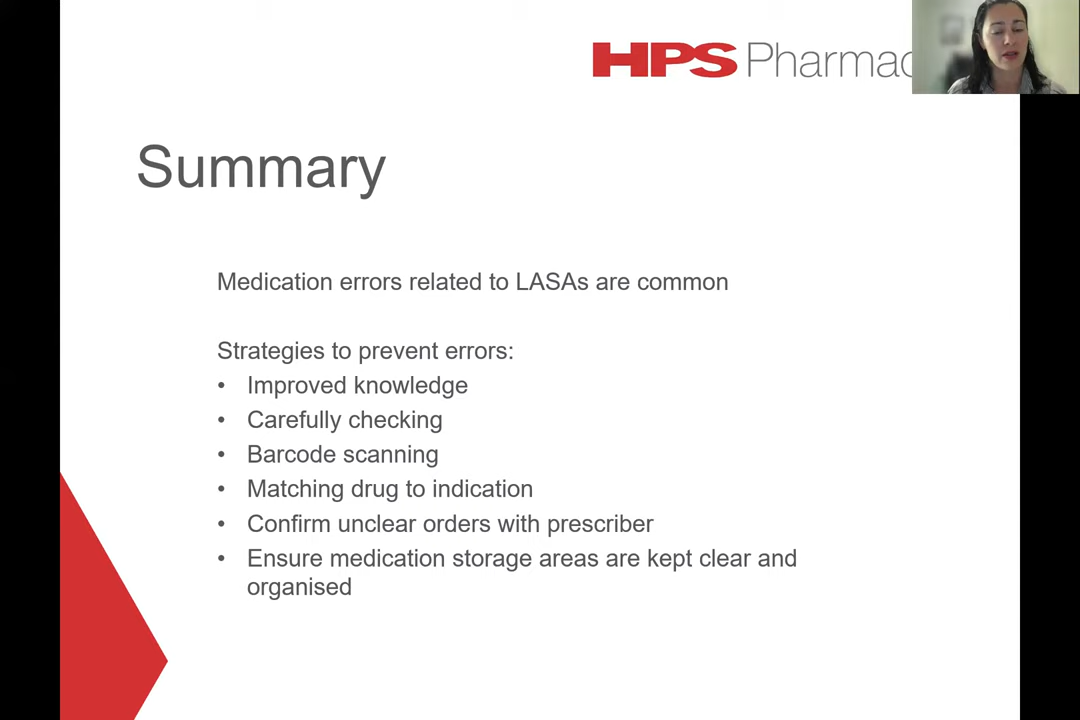 HPS Pharmac
Summary
Medication errors related to LASAs are common
Strategies to prevent errors:
• Improved knowledge
• Carefully checking
• Barcode scanning
• Matching drug to indication
• Confirm unclear orders with prescriber
• Ensure medication storage areas are kept clear and
organised